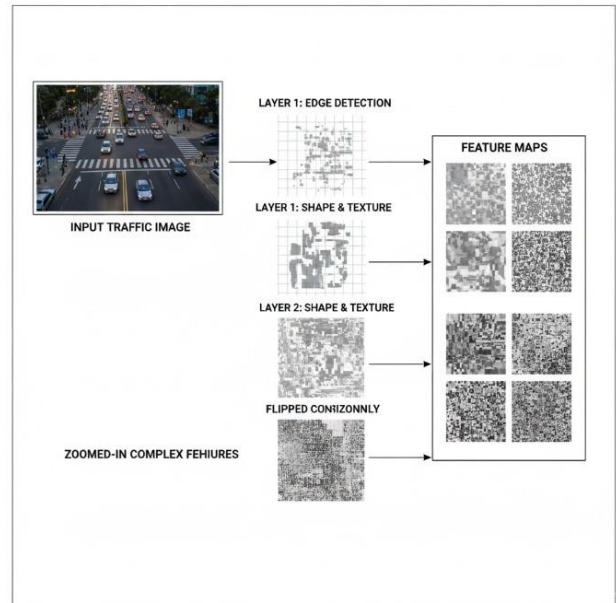 LAYER 1: EDGE DETECTION
FEATURE MAPS
INPUT TRAFFIC IMAGE
LAYER 1: SHAPE & TEXTURE
LAYER 2: SHAPE & TEXTURE
FLIPPED CONIZONNLY
ZOOMED-IN COMPLEX FEHIURES